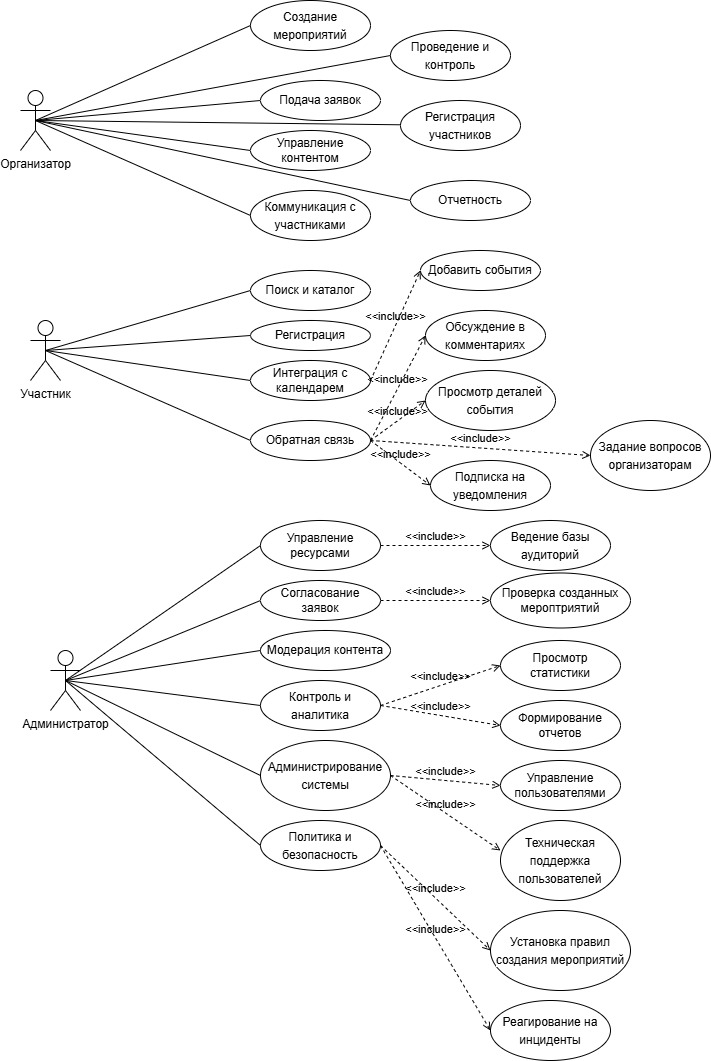 Создание
мероприятий
Проведение и
контроль
Подача заявок
Регистрация
участников
Управление
контентом
Организатор
Отчетность
Коммуникация с
участниками
Добавить события
Поиск и каталог
<<include>>
Обсуждение в
комментариях
Регистрация
Интеграция с
календарем
<<include>>
Участник
Просмотр деталей
события
<<include>>
Обратная связь
<<include>>
Задание вопросов
организаторам
<<include>>
Подписка на
уведомления
Управление
ресурсами
<<include>>
Ведение базы
аудиторий
Согласование
заявок
<<include>>
Проверка созданных
мероптриятий
Модерация контента
Просмотр
статистики
<<include>>
Контроль и
аналитика
<<include>>
Формирование
отчетов
Администратор
Администрирование
системы
<<include>>
Управление
пользователями
<<include>>
Политика и
безопасность
Техническая
поддержка
пользователей
<<include>>
<<include>>
Установка правил
создания мероприятий
Реагирование на
инциденты